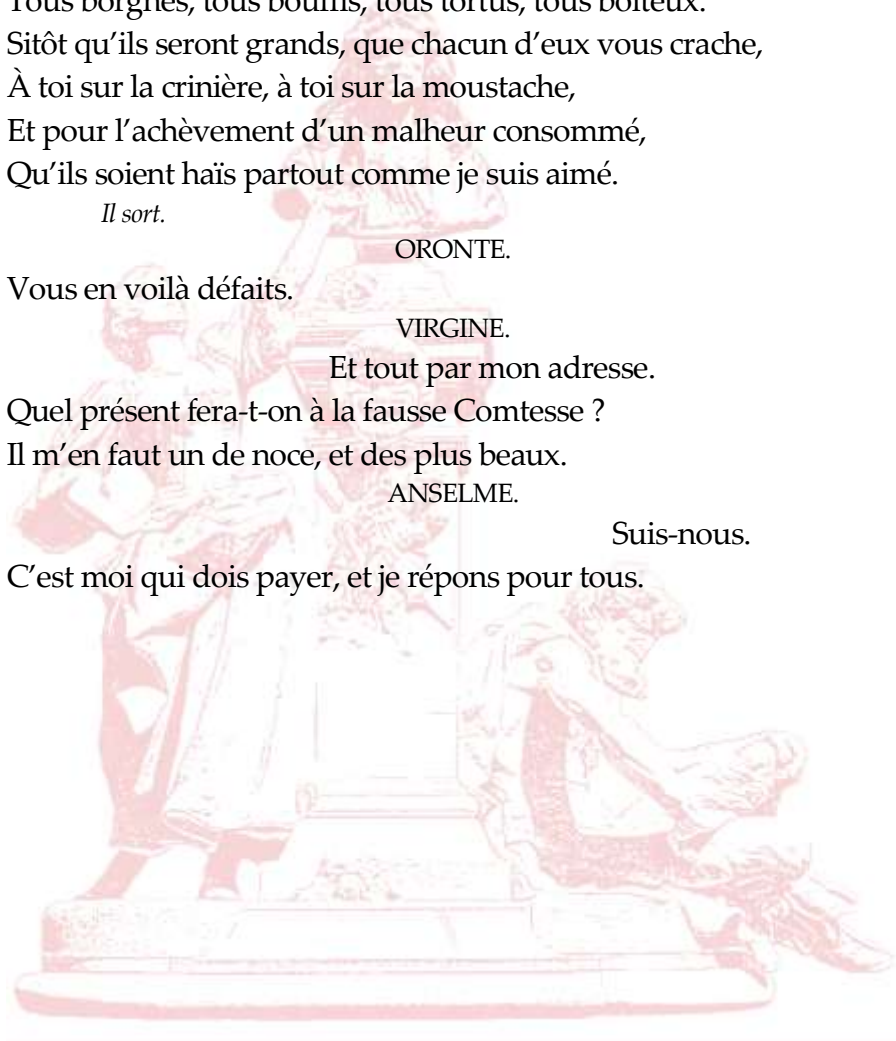 Tous borgnes, tous bouffis, tous tortus, tous boiteux.
Sitôt qu'ils seront grands, que chacun d'eux vous crache,
À toi sur la crinière, à toi sur la moustache,
Et pour l'achèvement d'un malheur consommé,
Qu'ils soient haïs partout comme je suis aimé.
Il sort.
ORONTE.
Vous en voilà défaits.
VIRGINE.
Et tout par mon adresse.
Quel présent fera-t-on à la fausse Comtesse ?
Il m'en faut un de noce, et des plus beaux.
ANSELME.
Suis-nous.
C'est moi qui dois payer, et je répons pour tous.